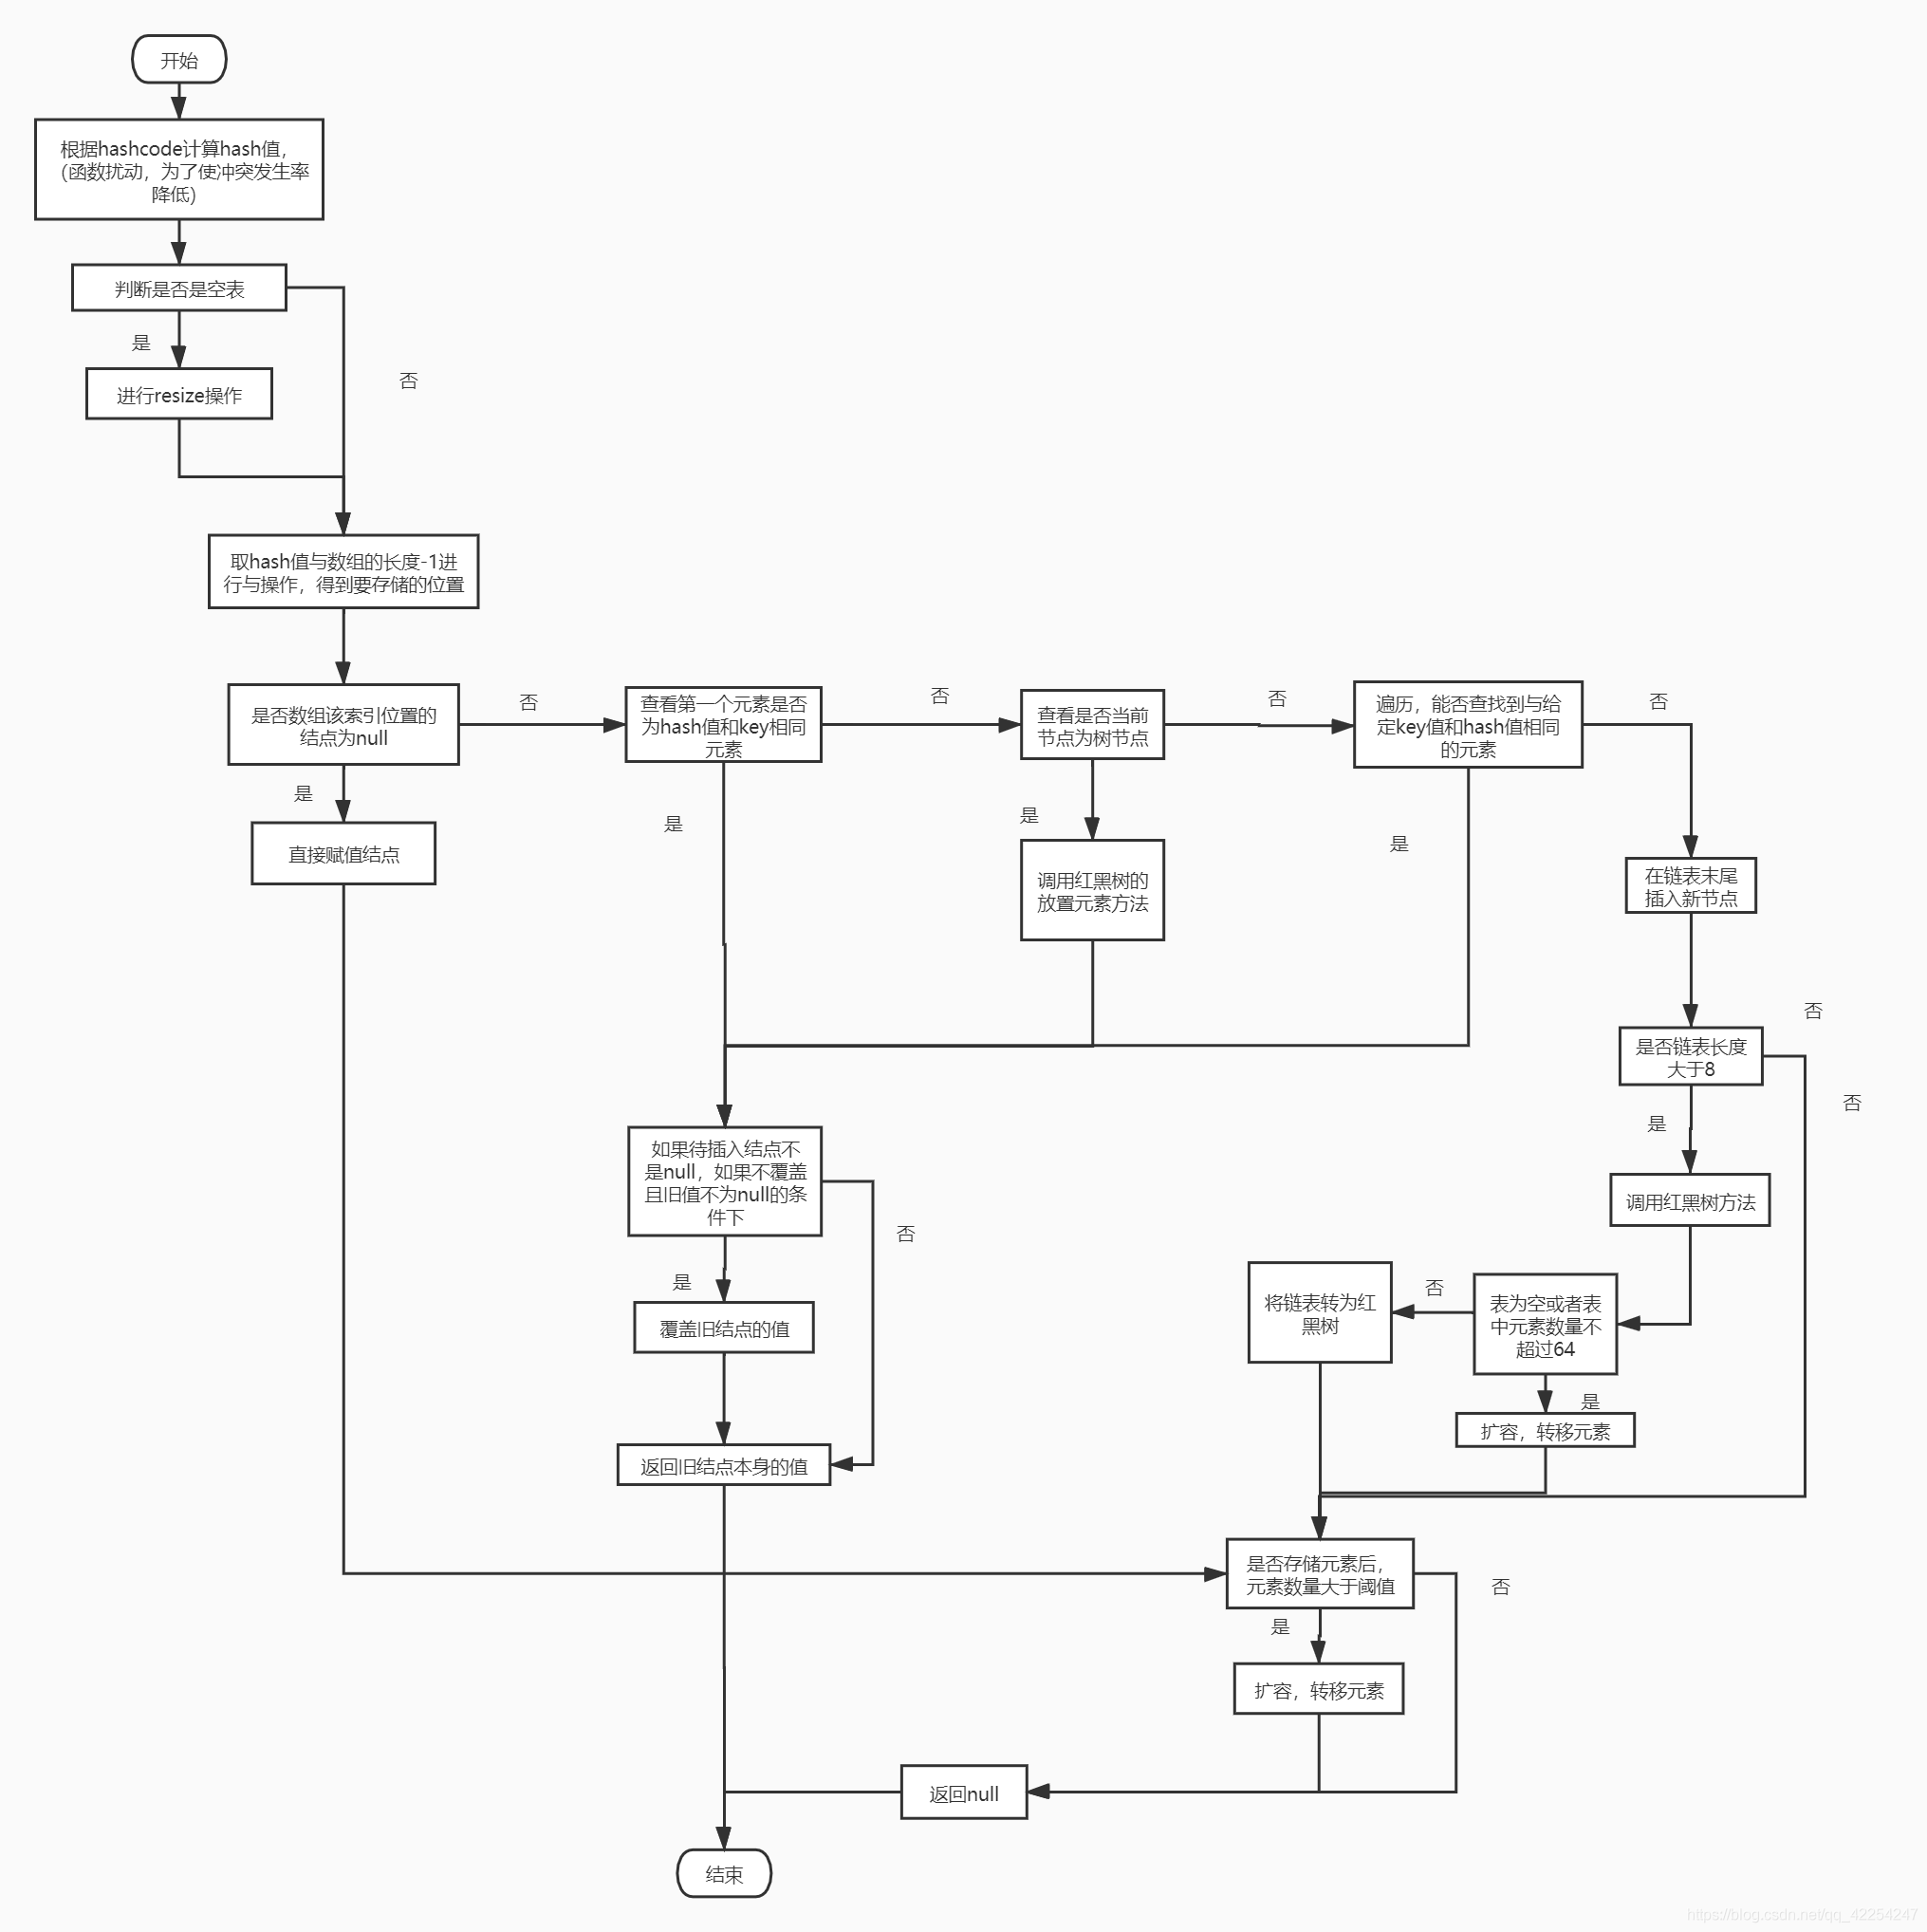 开始
根据hashcode计算hash值，
（函数扰动，为了使冲突发生率
降低）
判断是否是空表
是
否
进行resize操作
取hash值与数组的长度-1进
行与操作，得到要存储的位置
是否数组该索引位置的
结点为null
否
查看第一个元素是否
为hash值和key相同
元素
否
查看是否当前
节点为树节点
否
遍历，能否查找到与给
定key值和hash值相同
的元素
否
是
直接赋值结点
是
是
调用红黑树的
放置元素方法
是
在链表末尾
插入新节点
否
是否链表长度
大于8
否
是
如果待插入结点不
是null，如果不覆盖
且旧值不为null的条
件下
否
调用红黑树方法
是
覆盖旧结点的值
将链表转为红
黑树
否
表为空或者表
中元素数量不
超过64
是
扩容，转移元素
返回旧结点本身的值
是否存储元素后，
元素数量大于阈值
否
是
扩容，转移元素
返回null
结束
https://blog.csdn.net/qq_42254247